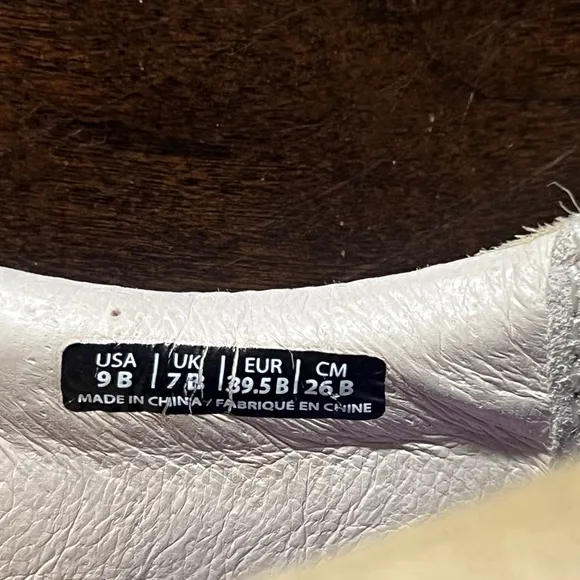 USA | UK | EUR | CM
9 B | 7 B | 39.5 B | 26 B
MADE IN CHINA / FABRIQUÉ EN CHINE